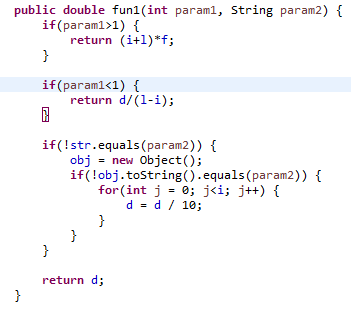 public double fun1(int param1, String param2) {
    if(param1>1) {
        return (i+l)*f;
    }

    if(param1<1) {
        return d/(l-i);
    }

    if(!str.equals(param2)) {
        obj = new Object();
        if(!obj.toString().equals(param2)) {
            for(int j = 0; j<i; j++) {
                d = d / 10;
            }
        }
    }

    return d;
}